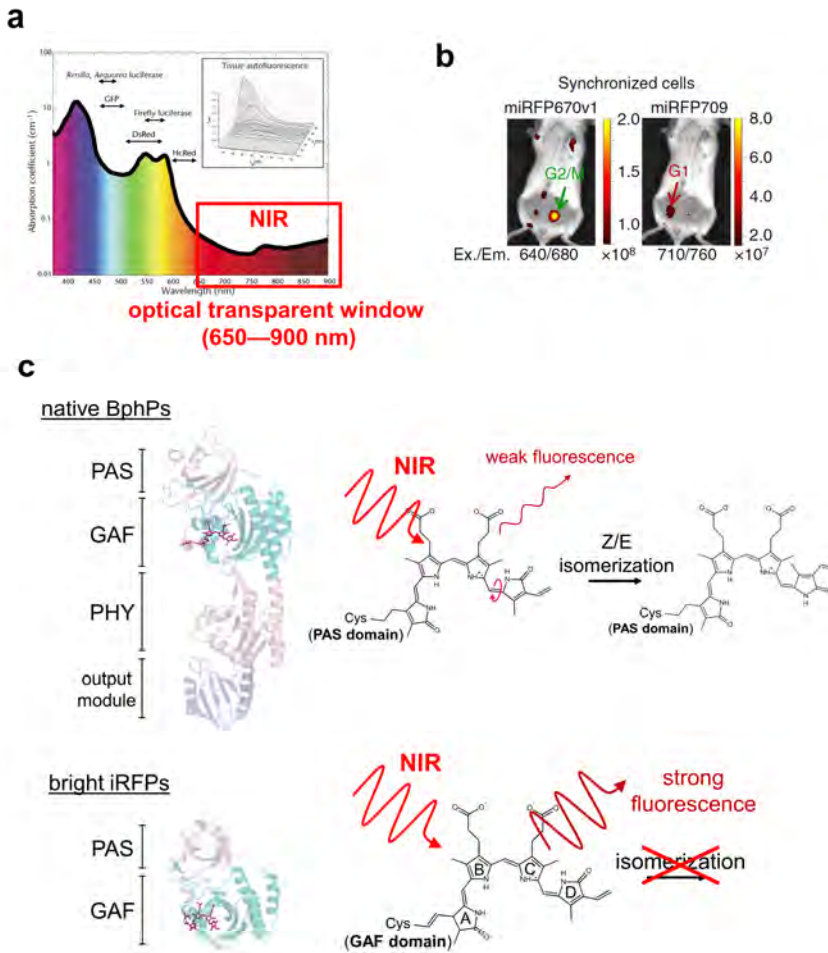 a
100
10
1
0.1
0.01
Absorption coefficient (cm⁻¹)
Renilla, Aequorea luciferase
GFP
Firefly luciferase
DsRed
HcRed
Tissue autofluorescence
NIR
400 450 500 550 600 650 700 750 800 850 900
Wavelength (nm)
optical transparent window
(650—900 nm)
b
Synchronized cells
miRFP670v1 miRFP709
2.0
1.0
×10⁸
8.0
6.0
4.0
2.0
×10⁷
G2/M
G1
Ex./Em. 640/680 710/760
c
native BphPs
PAS
GAF
PHY
output
module
NIR
weak fluorescence
Z/E
isomerization
Cys
(PAS domain)
Cys
(PAS domain)
bright iRFPs
PAS
GAF
NIR
strong
fluorescence
isomerization
A
B
C
D
Cys
(GAF domain)